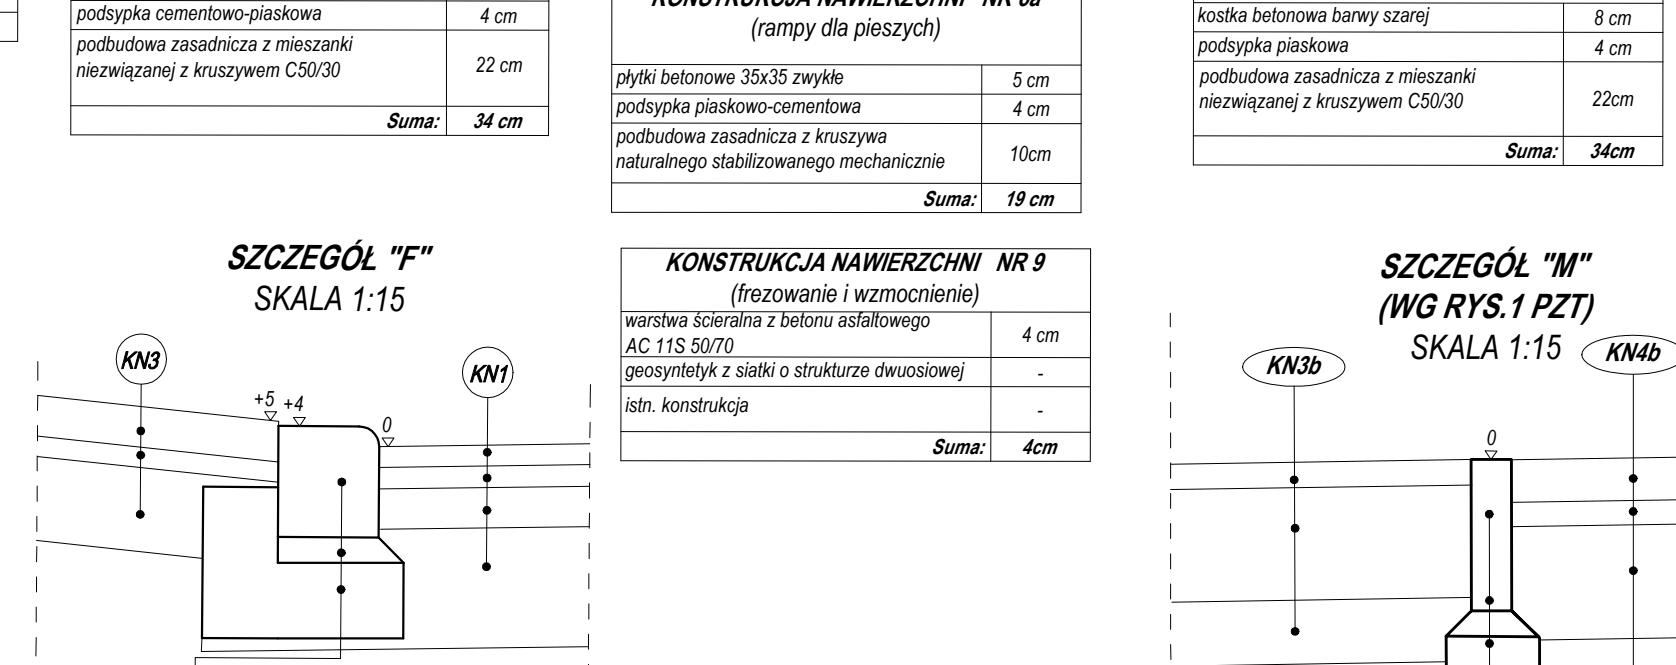 podsypka cementowo-piaskowa 4 cm
podbudowa zasadnicza z mieszanki
niezwiązanej z kruszywem C50/30 22 cm
Suma: 34 cm
KONSTRUKCJA NAWIERZCHNI NR
(rampy dla pieszych)
płytki betonowe 35x35 zwykłe 5 cm
podsypka piaskowo-cementowa 4 cm
podbudowa zasadnicza z kruszywa
naturalnego stabilizowanego mechanicznie 10cm
Suma: 19 cm
kostka betonowa barwy szarej 8 cm
podsypka piaskowa 4 cm
podbudowa zasadnicza z mieszanki
niezwiązanej z kruszywem C50/30 22cm
Suma: 34cm
SZCZEGÓŁ "F"
SKALA 1:15
KN3
KN1
+5 +4
0
KONSTRUKCJA NAWIERZCHNI NR 9
(frezowanie i wzmocnienie)
warstwa ścieralna z betonu asfaltowego
AC 11S 50/70 4 cm
geosyntetyk z siatki o strukturze dwuosiowej -
istn. konstrukcja -
Suma: 4cm
SZCZEGÓŁ "M"
(WG RYS.1 PZT)
SKALA 1:15
KN3b
KN4b
0